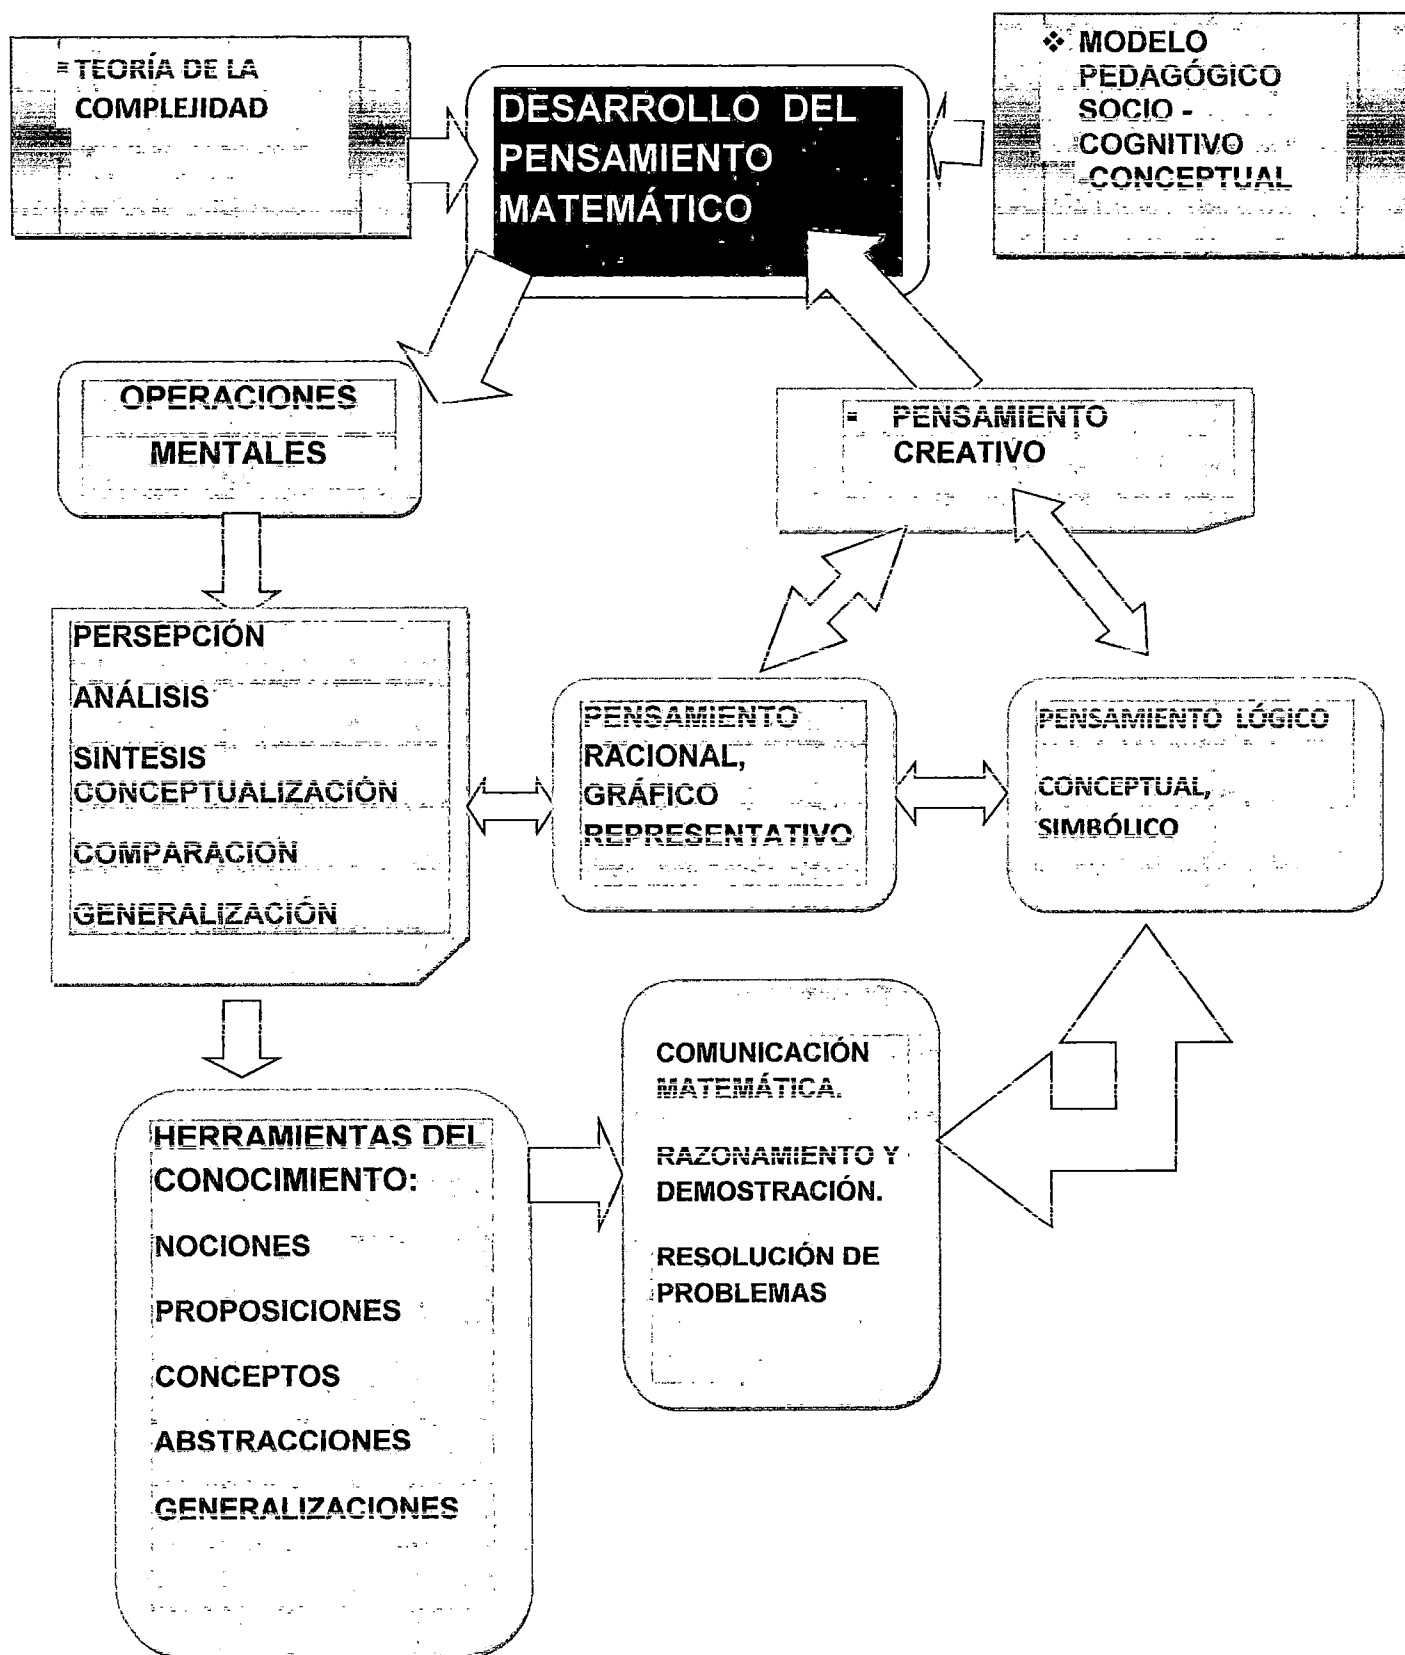 TEORÍA DE LA
COMPLEJIDAD
DESARROLLO DEL
PENSAMIENTO
MATEMÁTICO
❖ MODELO
PEDAGÓGICO
SOCIO -
COGNITIVO
-CONCEPTUAL
OPERACIONES
MENTALES
PENSAMIENTO
CREATIVO
PERSEPCIÓN
ANÁLISIS
SINTESIS
CONCEPTUALIZACIÓN
COMPARACION
GENERALIZACIÓN
PENSAMIENTO
RACIONAL,
GRÁFICO
REPRESENTATIVO
PENSAMIENTO LÓGICO
CONCEPTUAL,
SIMBÓLICO
HERRAMIENTAS DEL
CONOCIMIENTO:
NOCIONES
PROPOSICIONES
CONCEPTOS
ABSTRACCIONES
GENERALIZACIONES
COMUNICACIÓN
MATEMÁTICA.
RAZONAMIENTO Y
DEMOSTRACIÓN.
RESOLUCIÓN DE
PROBLEMAS